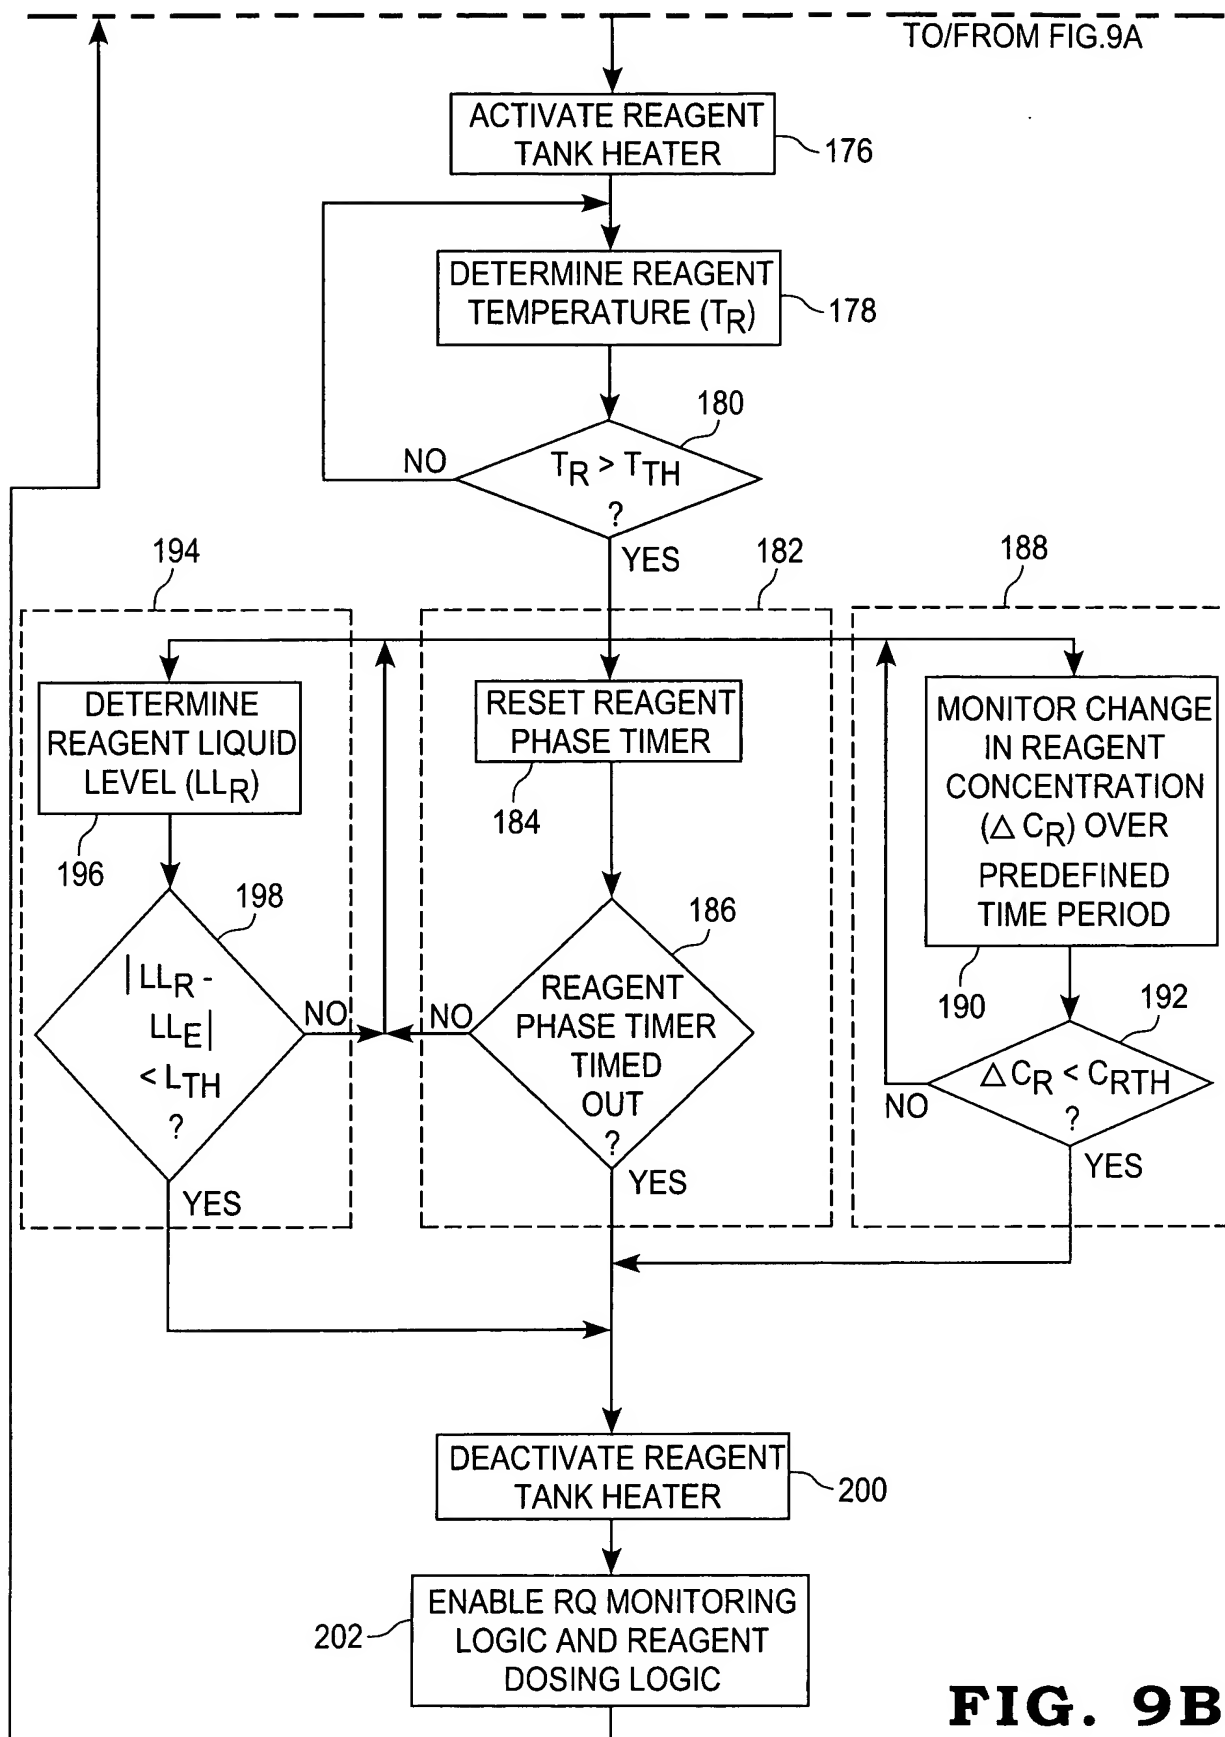 TO/FROM FIG.9A
ACTIVATE REAGENT
TANK HEATER
176
DETERMINE REAGENT
TEMPERATURE (TR)
178
180
NO
TR > TTH
?
YES
194
182
188
DETERMINE
REAGENT LIQUID
LEVEL (LLR)
196
RESET REAGENT
PHASE TIMER
184
MONITOR CHANGE
IN REAGENT
CONCENTRATION
(△ CR) OVER
PREDEFINED
TIME PERIOD
190
198
|LLR -
LLE|
< LTH
?
NO
YES
186
NO
REAGENT
PHASE TIMER
TIMED
OUT
?
YES
192
△ CR < CRTH
?
NO
YES
DEACTIVATE REAGENT
TANK HEATER
200
ENABLE RQ MONITORING
LOGIC AND REAGENT
DOSING LOGIC
202
FIG. 9B